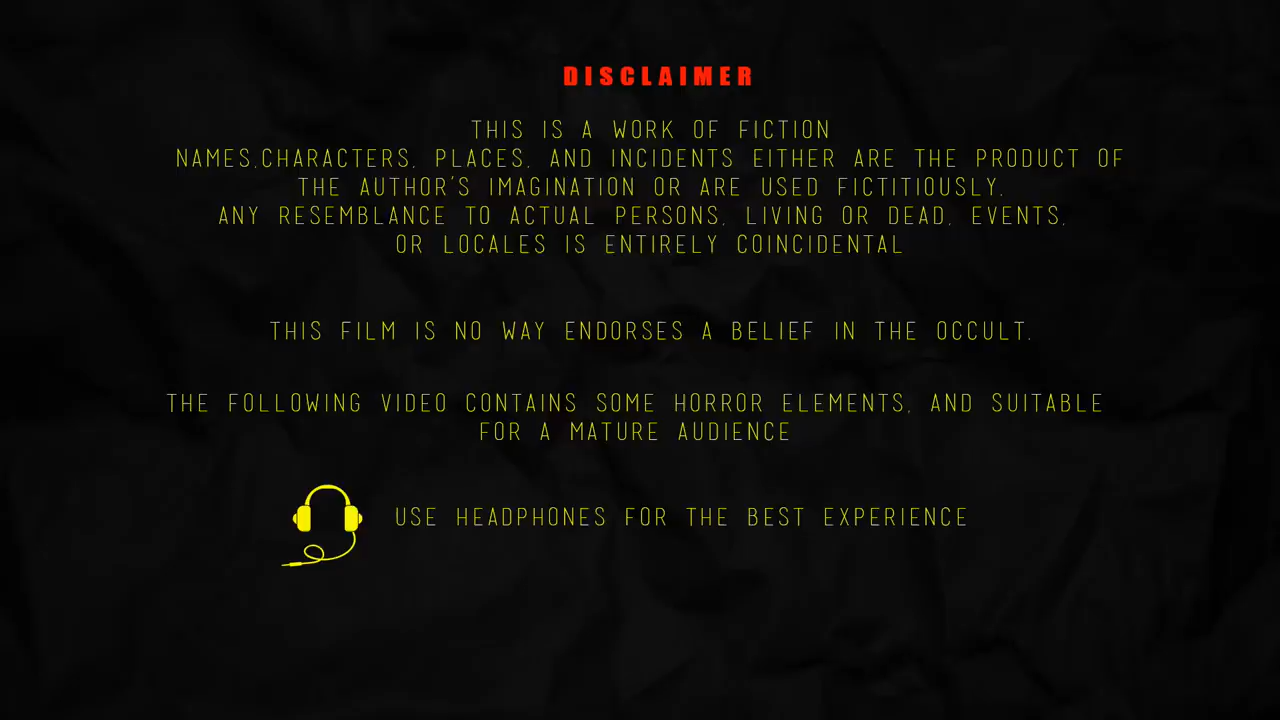 DISCLAIMER
THIS IS A WORK OF FICTION
NAMES,CHARACTERS, PLACES, AND INCIDENTS EITHER ARE THE PRODUCT OF
THE AUTHOR'S IMAGINATION OR ARE USED FICTITIOUSLY.
ANY RESEMBLANCE TO ACTUAL PERSONS, LIVING OR DEAD, EVENTS,
OR LOCALES IS ENTIRELY COINCIDENTAL
THIS FILM IS NO WAY ENDORSES A BELIEF IN THE OCCULT.
THE FOLLOWING VIDEO CONTAINS SOME HORROR ELEMENTS, AND SUITABLE
FOR A MATURE AUDIENCE
USE HEADPHONES FOR THE BEST EXPERIENCE